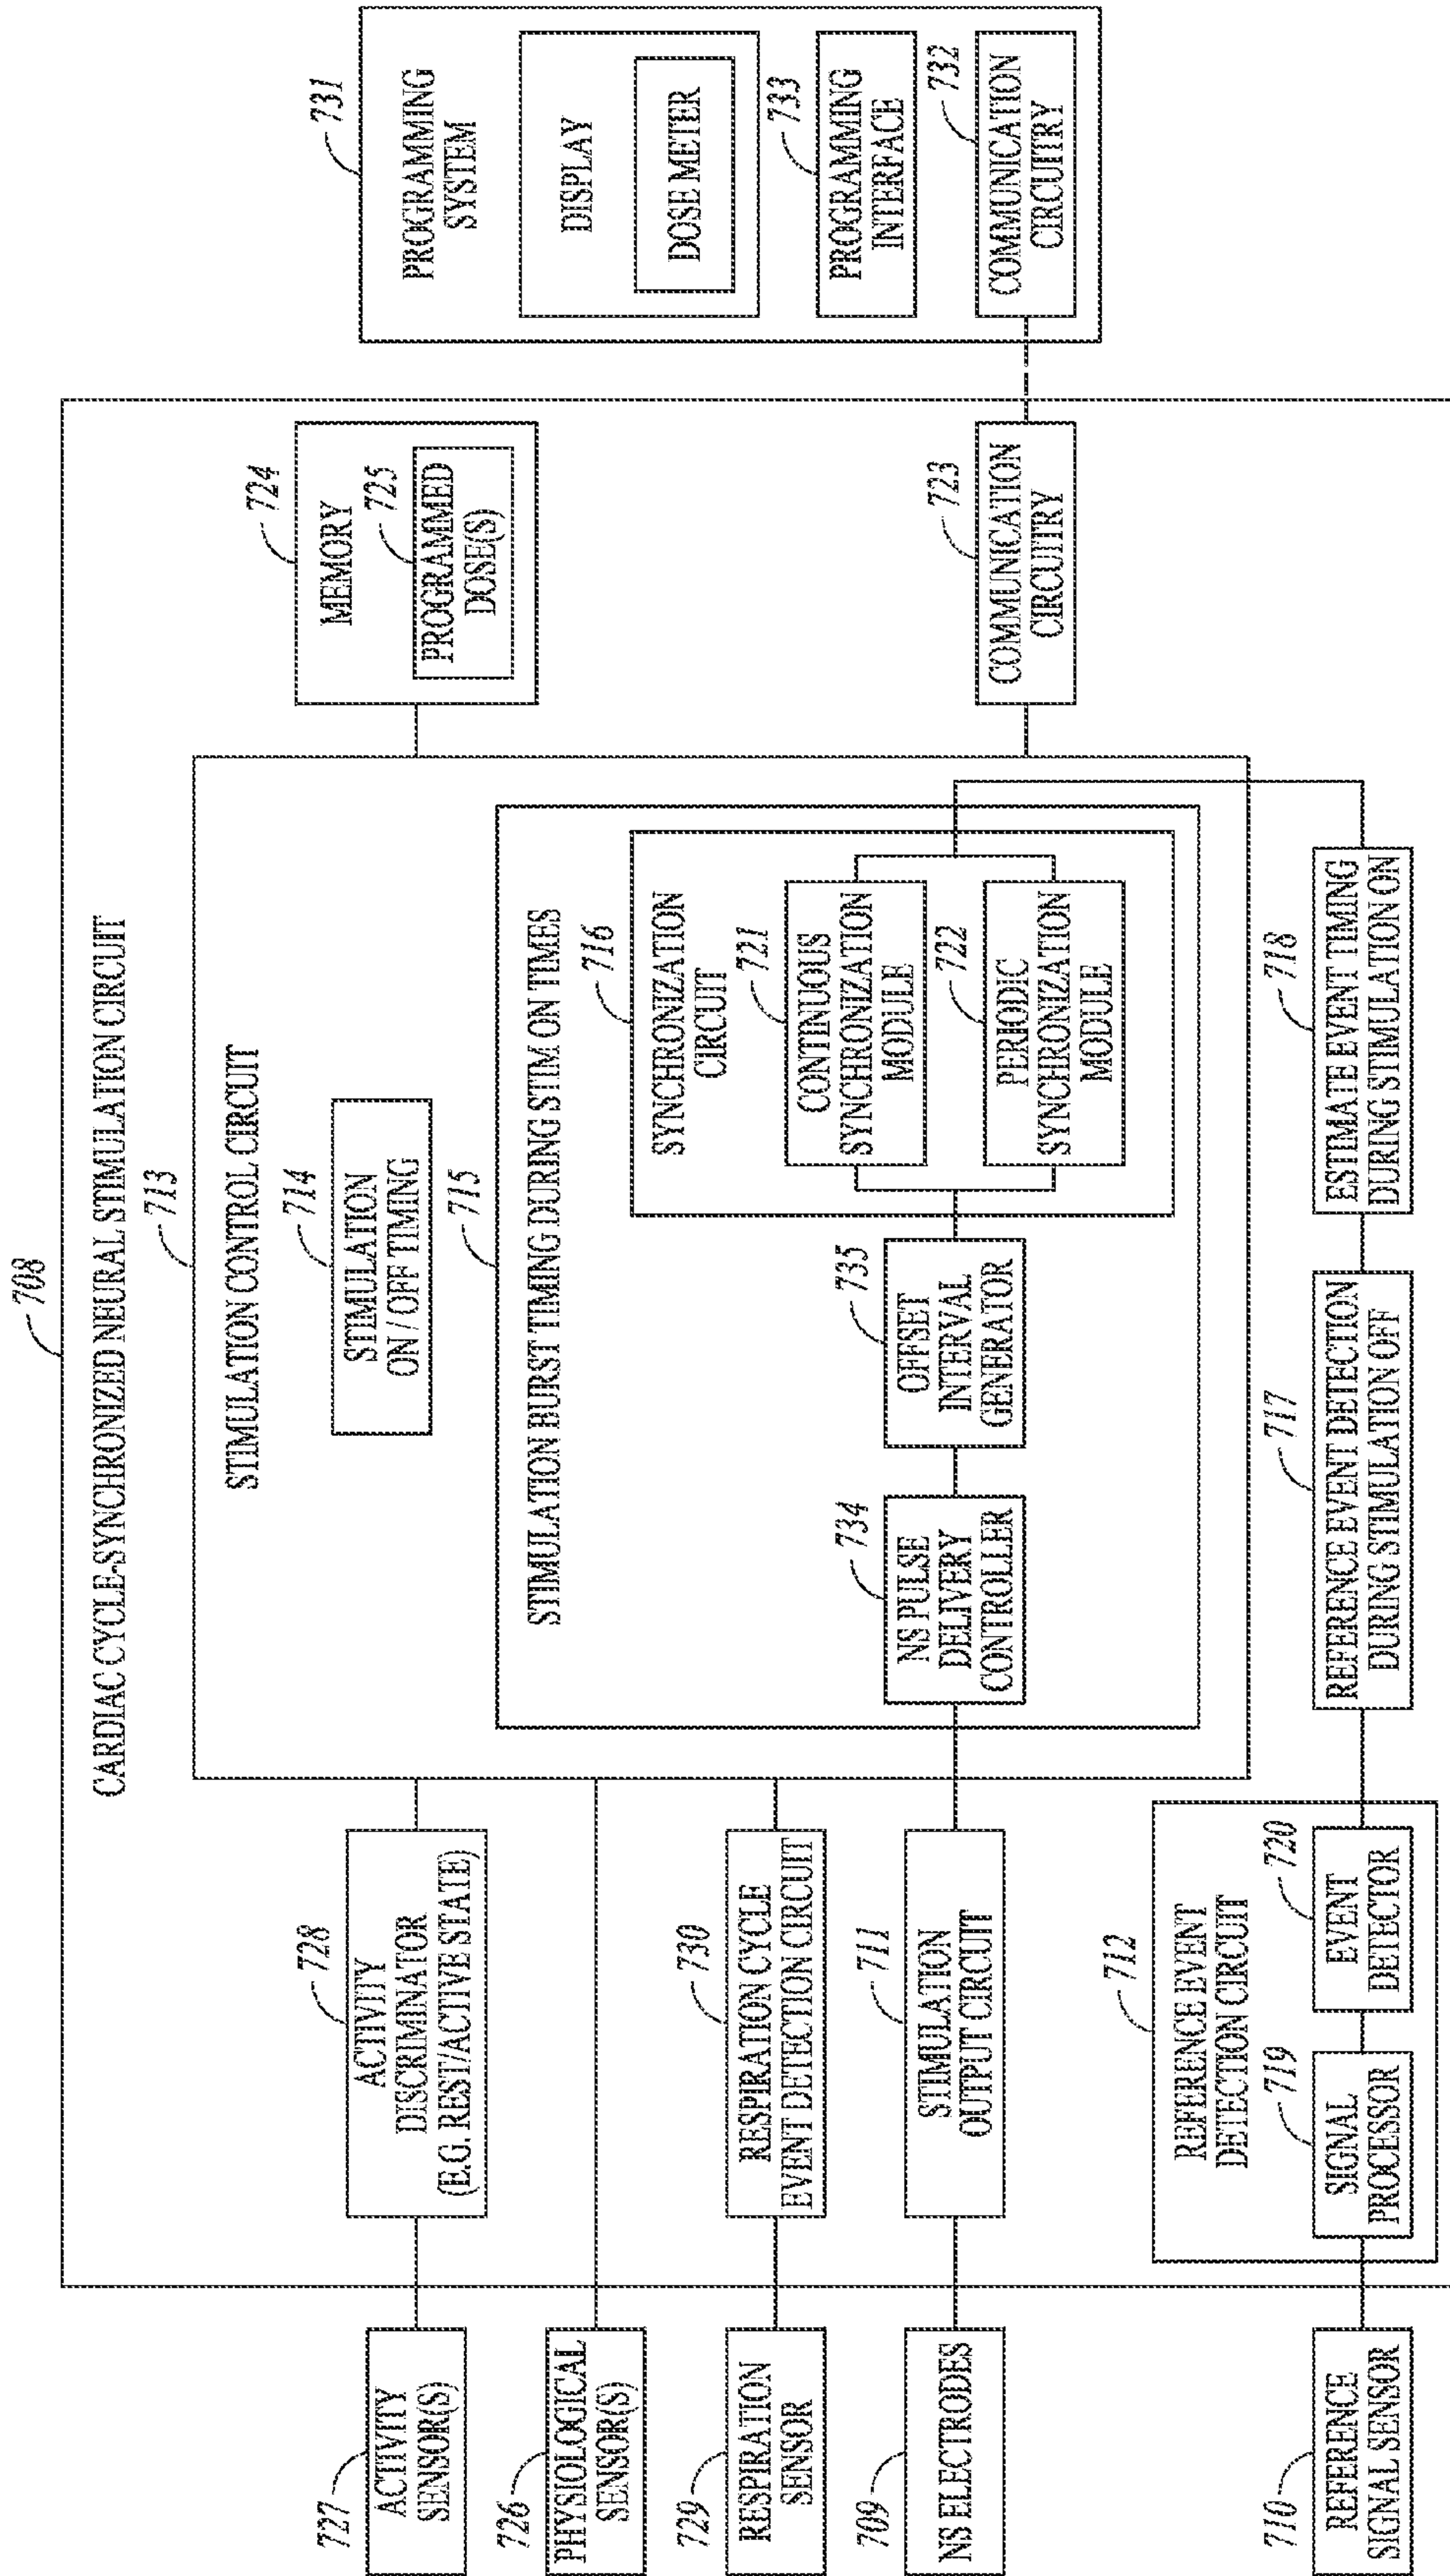 708
CARDIAC CYCLE-SYNCHRONIZED NEURAL STIMULATION CIRCUIT
727
ACTIVITY
SENSOR(S)
728
ACTIVITY
DISCRIMINATOR
(E.G. REST/ACTIVE STATE)
726
PHYSIOLOGICAL
SENSOR(S)
729
RESPIRATION
SENSOR
730
RESPIRATION CYCLE
EVENT DETECTION CIRCUIT
709
NS ELECTRODES
711
STIMULATION
OUTPUT CIRCUIT
710
REFERENCE
SIGNAL SENSOR
712
REFERENCE EVENT
DETECTION CIRCUIT
719
SIGNAL
PROCESSOR
720
EVENT
DETECTOR
717
REFERENCE EVENT DETECTION
DURING STIMULATION OFF
718
ESTIMATE EVENT TIMING
DURING STIMULATION ON
713
STIMULATION CONTROL CIRCUIT
714
STIMULATION
ON / OFF TIMING
715
STIMULATION BURST TIMING DURING STIM ON TIMES
734
NS PULSE
DELIVERY
CONTROLLER
735
OFFSET
INTERVAL
GENERATOR
716
SYNCHRONIZATION
CIRCUIT
721
CONTINUOUS
SYNCHRONIZATION
MODULE
722
PERIODIC
SYNCHRONIZATION
MODULE
724
MEMORY
725
PROGRAMMED
DOSE(S)
723
COMMUNICATION
CIRCUITRY
731
PROGRAMMING
SYSTEM
DISPLAY
DOSE METER
733
PROGRAMMING
INTERFACE
732
COMMUNICATION
CIRCUITRY